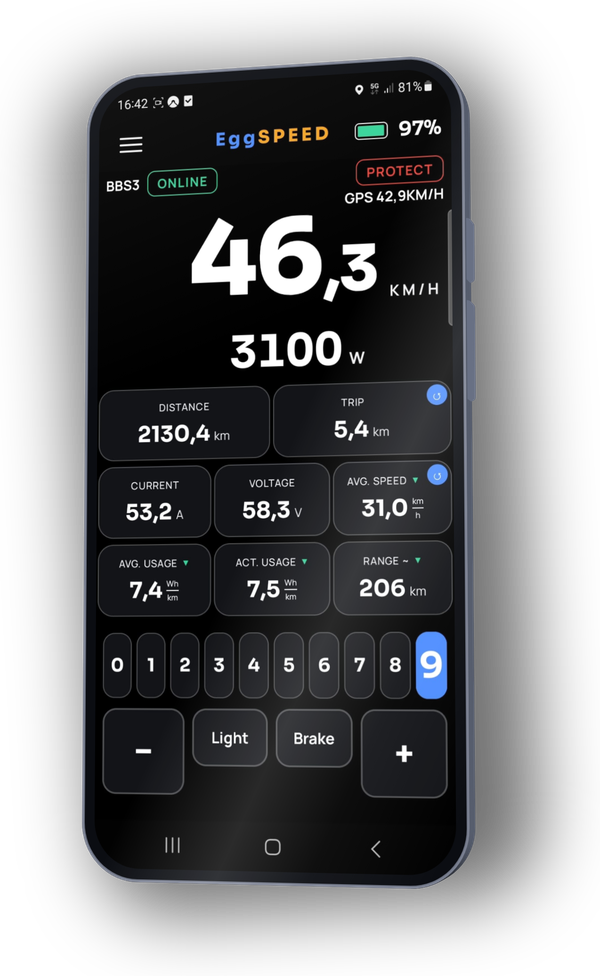 16:42 5G 81%
EggSPEED 97%
BBS3 ONLINE PROTECT
GPS 42,9KM/H
46,3 KM/H
3100 W
DISTANCE TRIP
2130,4 km 5,4 km
CURRENT VOLTAGE AVG. SPEED ▼
53,2 A 58,3 V 31,0 km/h
AVG. USAGE ▼ ACT. USAGE ▼ RANGE ~ ▼
7,4 Wh/km 7,5 Wh/km 206 km
0 1 2 3 4 5 6 7 8 9
- Light Brake +